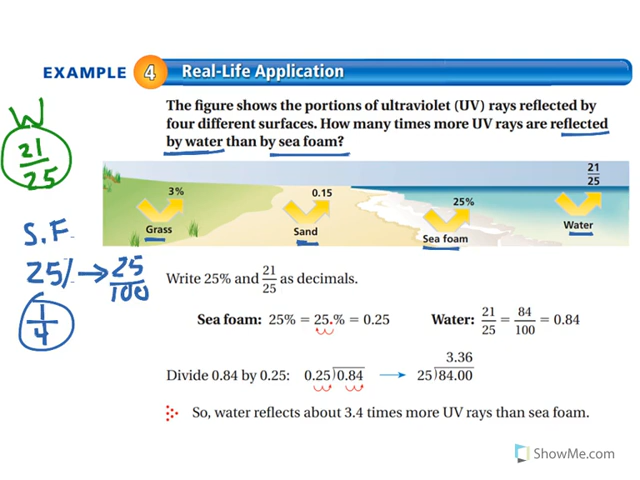 EXAMPLE 4 Real-Life Application
The figure shows the portions of ultraviolet (UV) rays reflected by
four different surfaces. How many times more UV rays are reflected
by water than by sea foam?
W
21/25
S.F.
25% → 25/100
1/4
3% 0.15 25% 21/25
Grass Sand Sea foam Water
Write 25% and 21/25 as decimals.
Sea foam: 25% = 25.% = 0.25 Water: 21/25 = 84/100 = 0.84
3.36
Divide 0.84 by 0.25: 0.25)0.84 → 25)84.00
So, water reflects about 3.4 times more UV rays than sea foam.
ShowMe.com